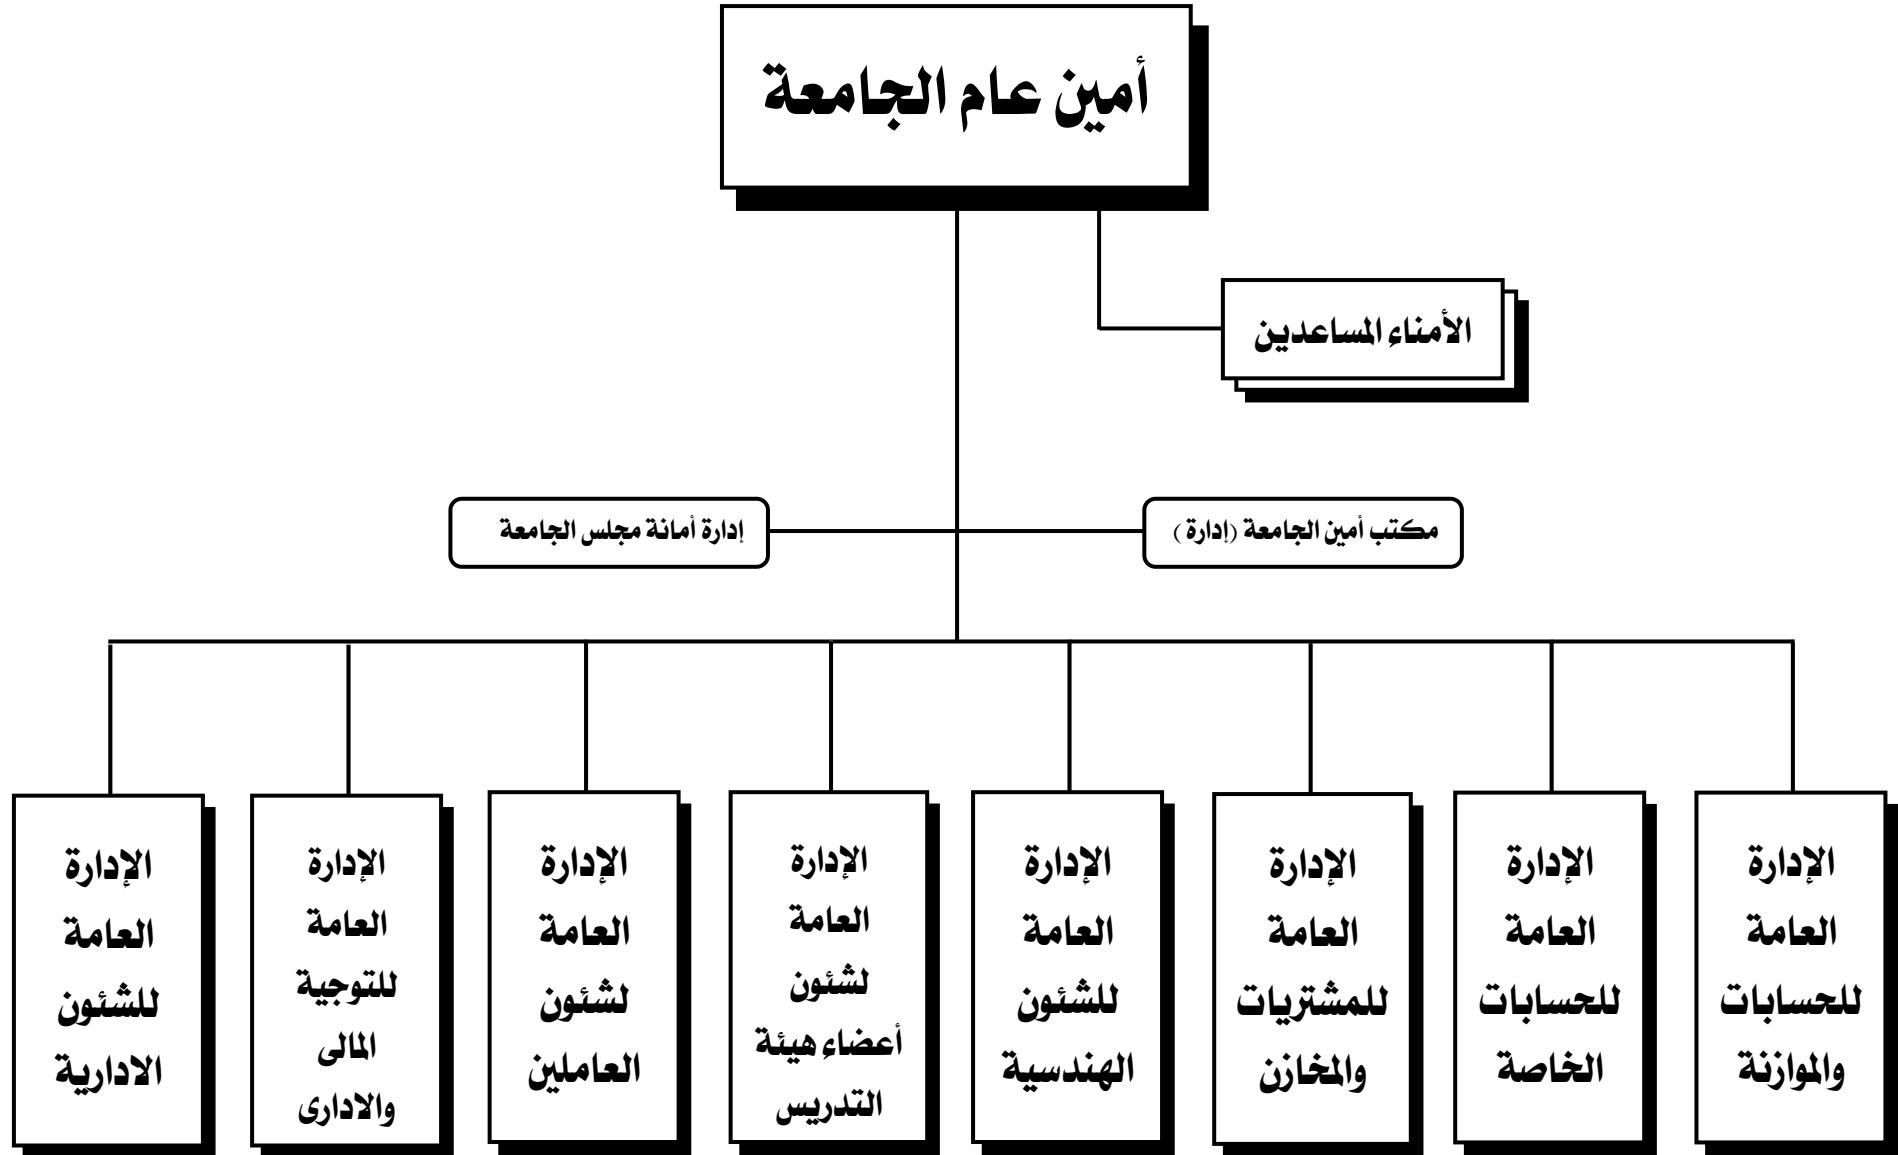 أمين عام الجامعة
الأمناء المساعدين
مكتب أمين الجامعة (إدارة )
إدارة أمانة مجلس الجامعة
الإدارة
العامة
للحسابات
والموازنة
الإدارة
العامة
للحسابات
الخاصة
الإدارة
العامة
للمشتريات
والمخازن
الإدارة
العامة
للشئون
الهندسية
الإدارة
العامة
لشئون
أعضاء هيئة
التدريس
الإدارة
العامة
لشئون
العاملين
الإدارة
العامة
للتوجية
المالى
والادارى
الإدارة
العامة
للشئون
الادارية